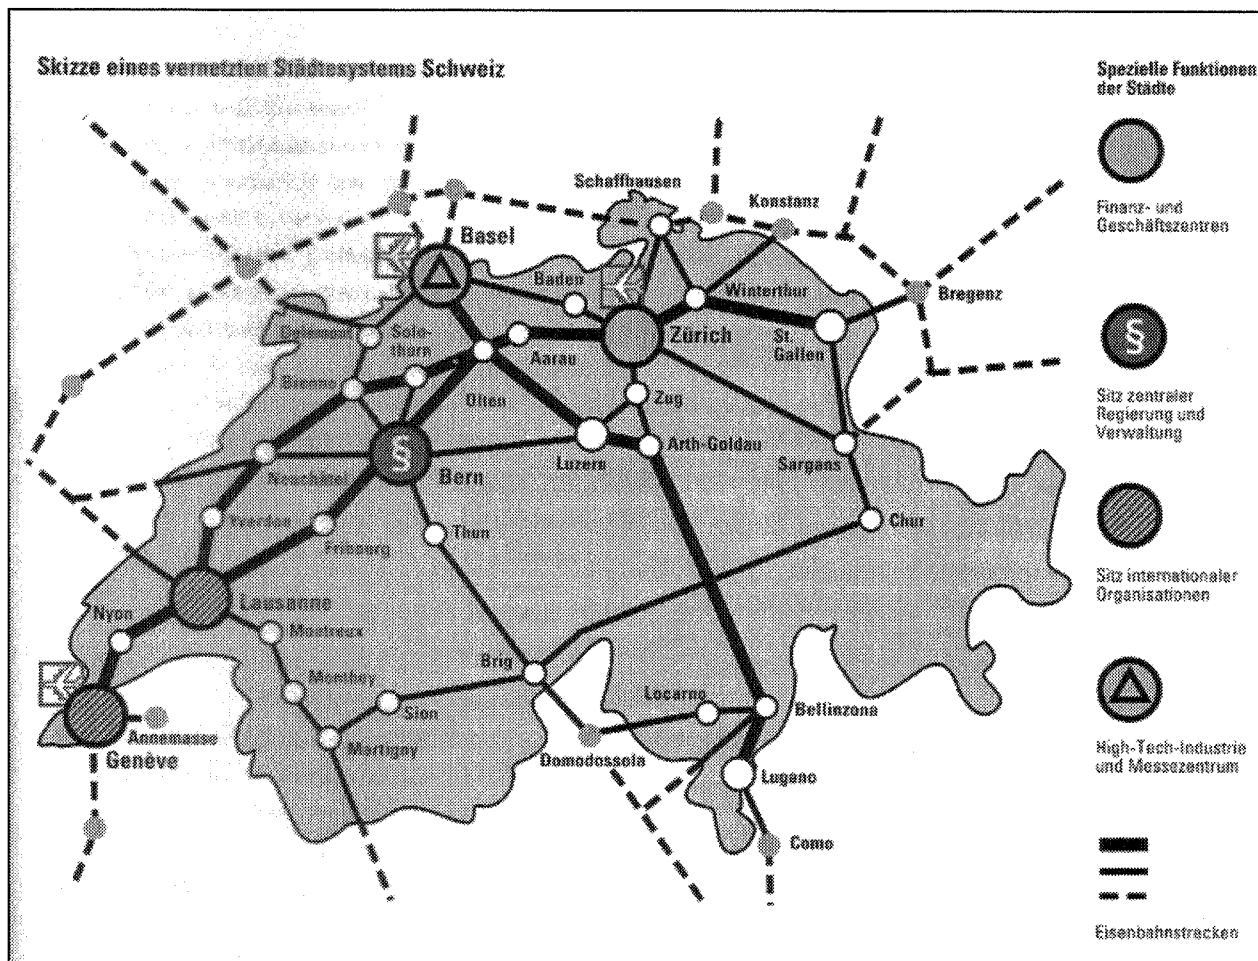 Skizze eines vernetzten Städtesystems Schweiz
Spezielle Funktionen
der Städte
Finanz- und
Geschäftszentren
§
Sitz zentraler
Regierung und
Verwaltung
Sitz internationaler
Organisationen
High-Tech-Industrie
und Messezentrum
Eisenbahnstrecken
Schaffhausen
Konstanz
Basel
Baden
Winterthur
Bregenz
Delémont
Solo-
thurn
Aarau
Zürich
St.
Gallen
Bienne
Olten
Zug
Luzern
Arth-Goldau
Sargans
Neuchâtel
§
Bern
Yverdon
Fribourg
Thun
Chur
Lausanne
Nyon
Montreux
Monthey
Brig
Sion
Locarno
Bellinzona
Martigny
Annemasse
Genève
Domodossola
Lugano
Como